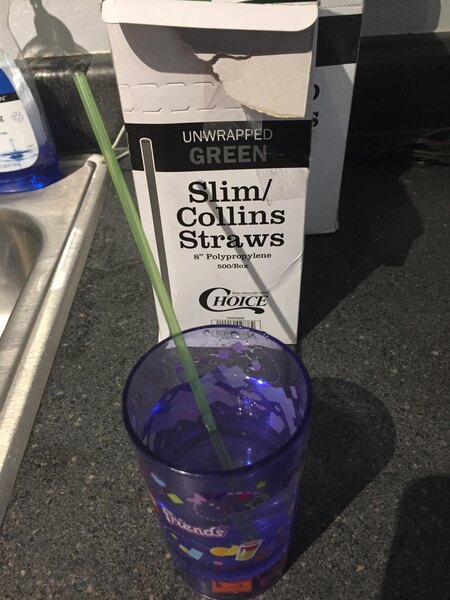 UNWRAPPED
GREEN
Slim/
Collins
Straws
8" Polypropylene
500/Box
CHOICE
Friends